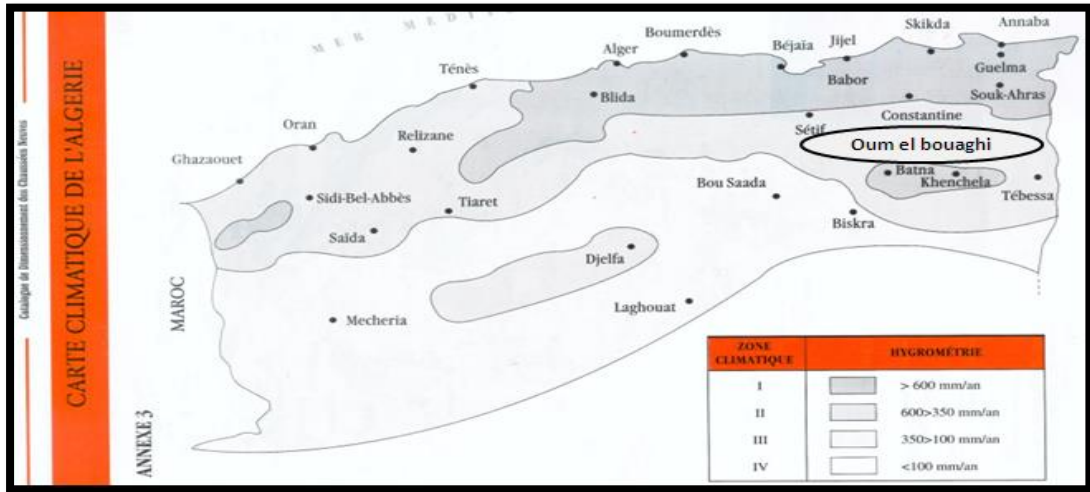 Catalogue de Dimensionnement des Chaussées Neuves
CARTE CLIMATIQUE DE L'ALGERIE
ANNEXE 3
MER MEDI
Skikda
Annaba
Boumerdès
Jijel
Béjaïa
Alger
Guelma
Babor
Ténès
Blida
Souk-Ahras
Constantine
Oran
Relizane
Sétif
Oum el bouaghi
Ghazaouet
Batna
Khenchela
Bou Saada
Sidi-Bel-Abbès
Tiaret
Tébessa
Biskra
Saïda
Djelfa
MAROC
Mecheria
Laghouat
ZONE CLIMATIQUE
HYGROMÉTRIE
I > 600 mm/an
II 600>350 mm/an
III 350>100 mm/an
IV <100 mm/an